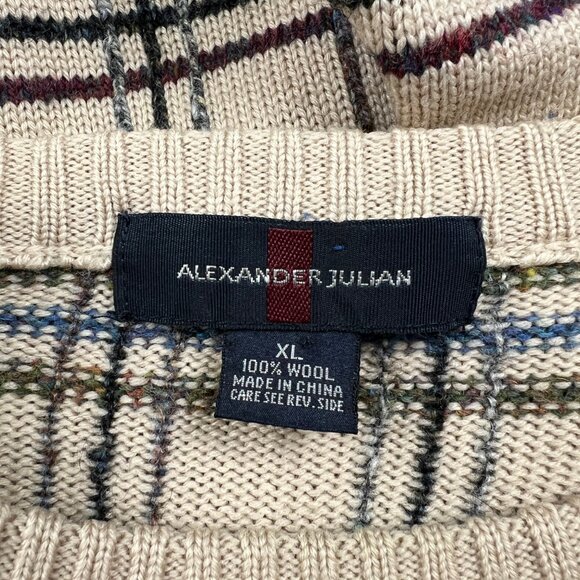 ALEXANDER JULIAN
XL
100% WOOL
MADE IN CHINA
CARE SEE REV. SIDE